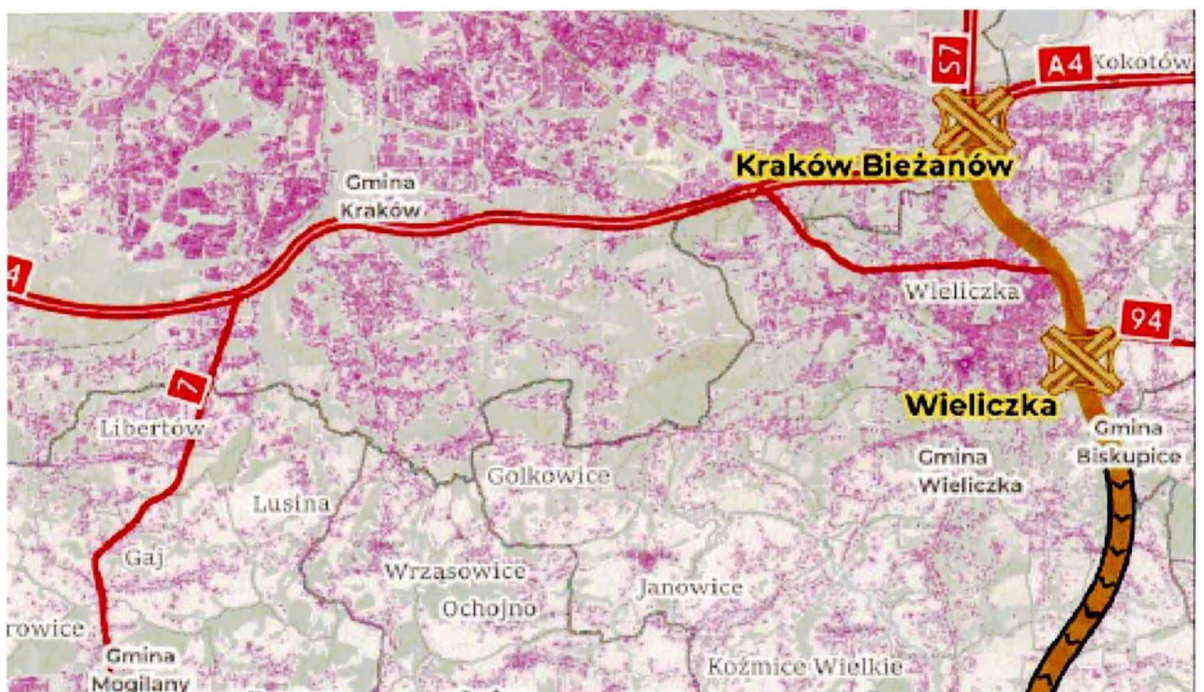 S7
A4
Kokotów
Kraków Bieżanów
Gmina
Kraków
4
Wieliczka
94
7
Wieliczka
Libertów
Gmina
Biskupice
Gmina
Wieliczka
Golkowice
Lusina
Gaj
Wrząsowice
Janowice
Ochojno
rowice
Gmina
Mogilany
Koźmice Wielkie